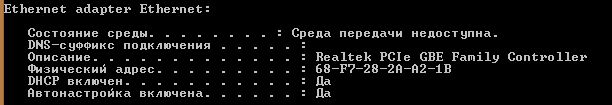 Ethernet adapter Ethernet:
Состояние среды. . . . . . . . : Среда передачи недоступна.
DNS-суффикс подключения . . . . . :
Описание. . . . . . . . . . . . . : Realtek PCIe GBE Family Controller
Физический адрес. . . . . . . . . : 68-F7-28-2A-A2-1B
DHCP включен. . . . . . . . . . . : Да
Автонастройка включена. . . . . . : Да